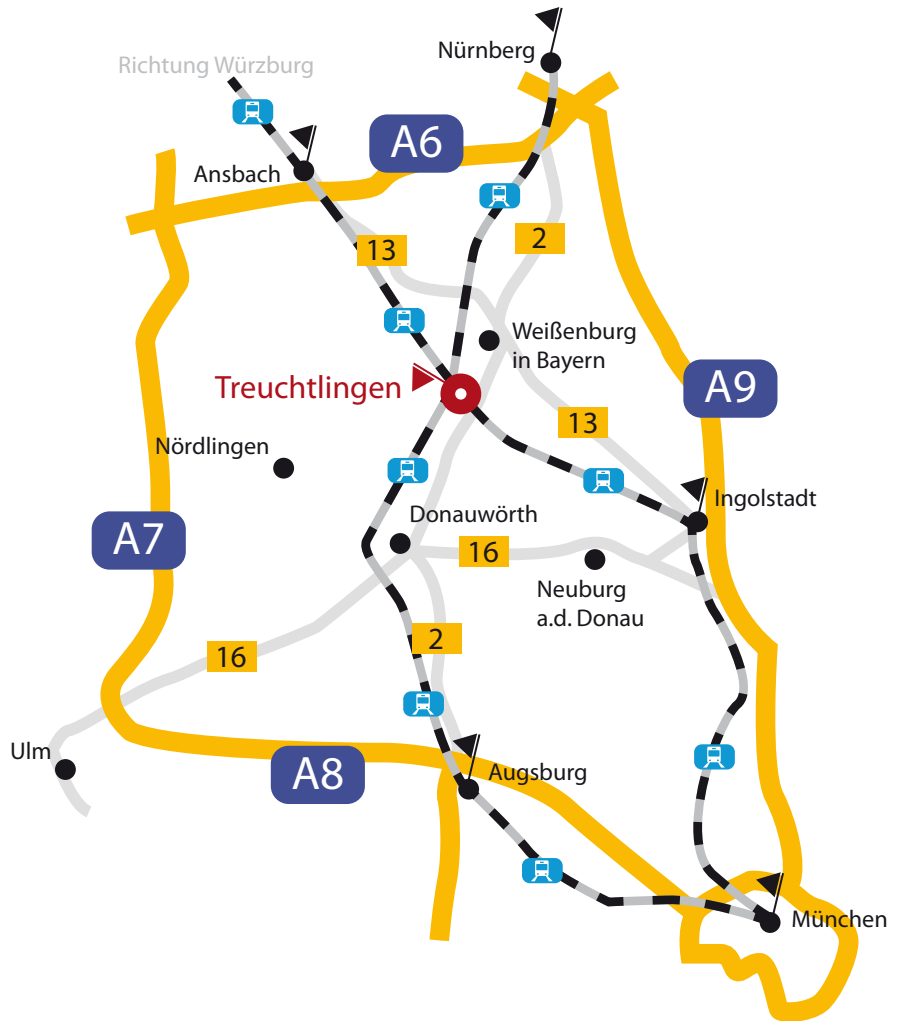 Nürnberg
Richtung Würzburg
A6
Ansbach
2
13
Weißenburg
in Bayern
Treuchtlingen
A9
13
Nördlingen
Ingolstadt
Donauwörth
A7
16
Neuburg
a.d. Donau
2
16
Ulm
A8
Augsburg
München